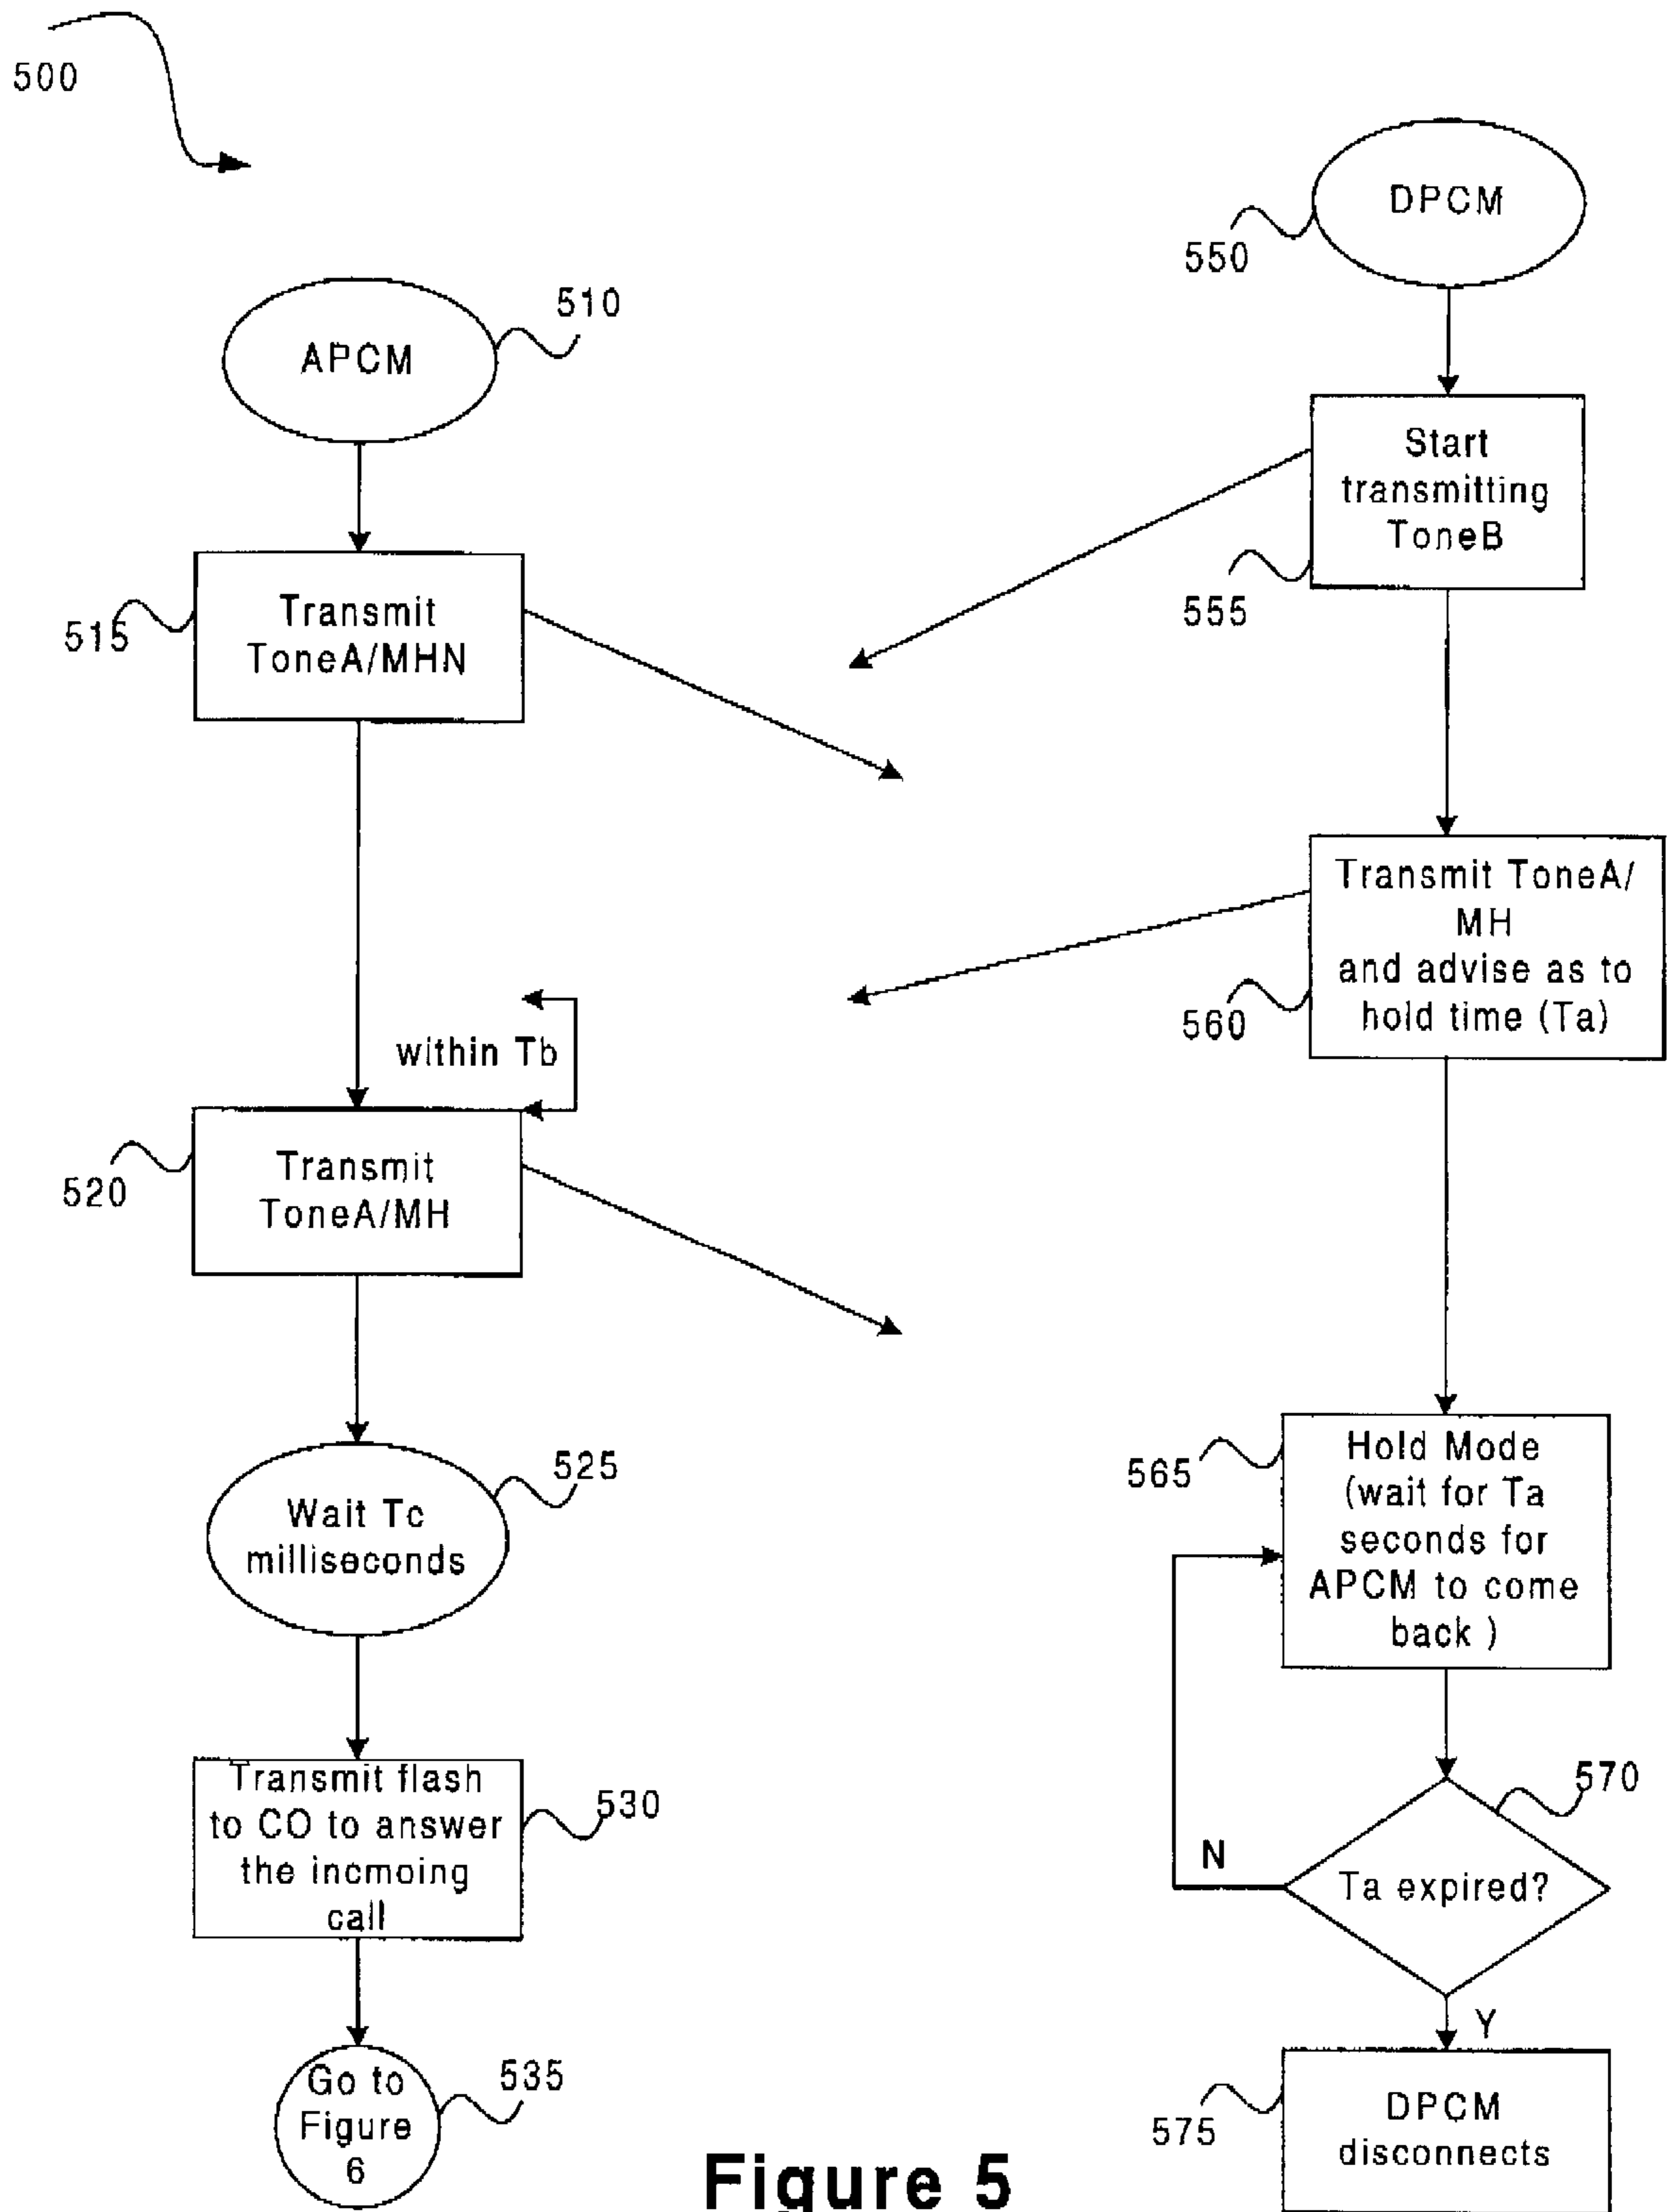 500
DPCM
550
510
APCM
Start
transmitting
ToneB
555
Transmit
ToneA/MHN
515
Transmit ToneA/
MH
and advise as to
hold time (Ta)
560
within Tb
Transmit
ToneA/MH
520
Hold Mode
(wait for Ta
seconds for
APCM to come
back )
565
525
Wait Tc
milliseconds
570
Transmit flash
to CO to answer
the incmoing
call
530
N
Ta expired?
Y
535
Go to
Figure
6
DPCM
disconnects
575
Figure 5